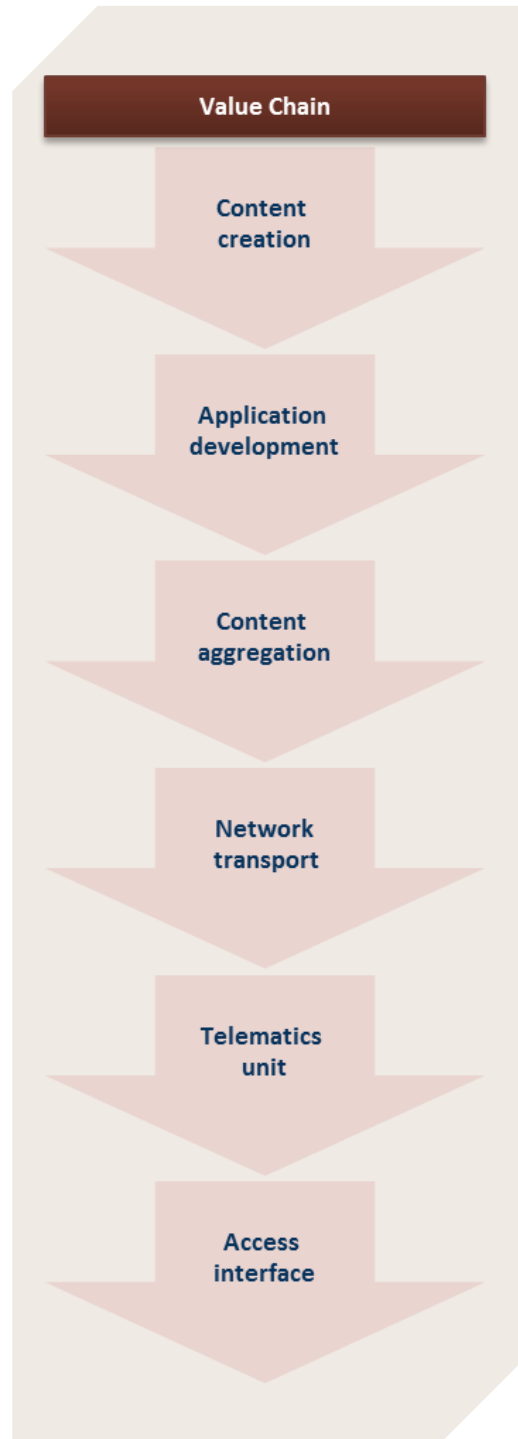 Value Chain
Content
creation
Application
development
Content
aggregation
Network
transport
Telematics
unit
Access
interface